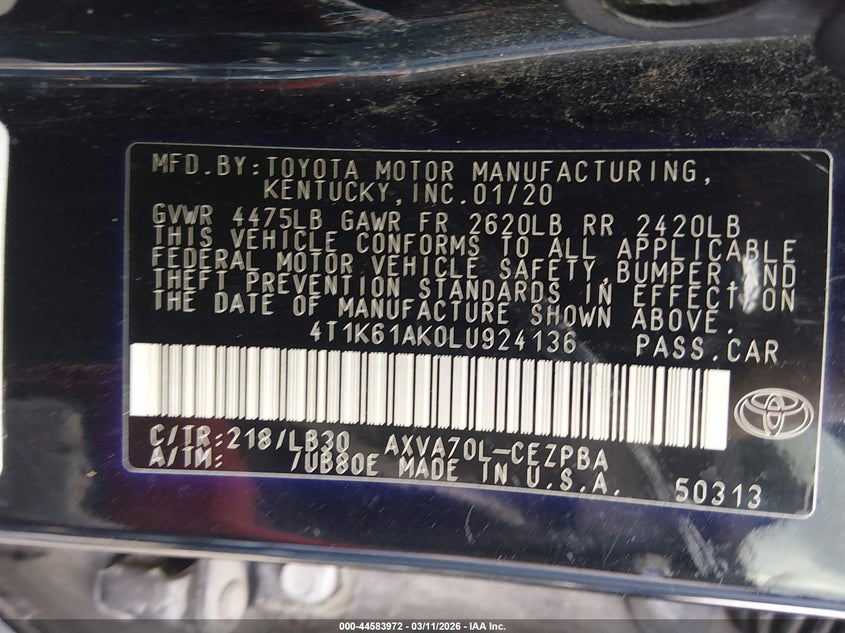 MFD.BY:TOYOTA MOTOR MANUFACTURING,
KENTUCKY,INC.01/20
GVWR 4475LB GAWR FR 2620LB RR 2420LB
THIS VEHICLE CONFORMS TO ALL APPLICABLE
FEDERAL MOTOR VEHICLE SAFETY,BUMPER AND
THEFT PREVENTION STANDARDS IN EFFECT ON
THE DATE OF MANUFACTURE SHOWN ABOVE.
4T1K61AK0LU924136 PASS.CAR
C/TR:218/LB30 AXVA70L-CEZPBA
A/TM: /UB80E MADE IN U.S.A. 50313
000-44583972 - 03/11/2026 - IAA Inc.